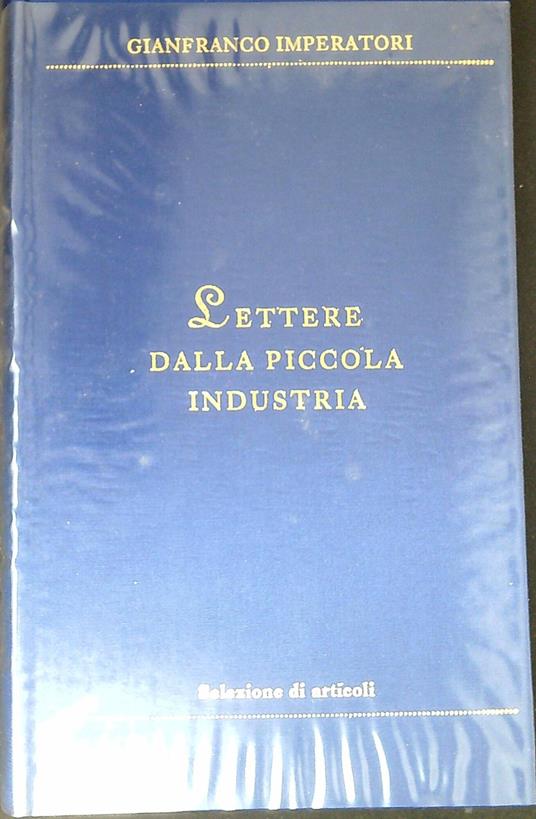 GIANFRANCO IMPERATORI
LETTERE
DALLA PICCOLA
INDUSTRIA
Selezione di articoli